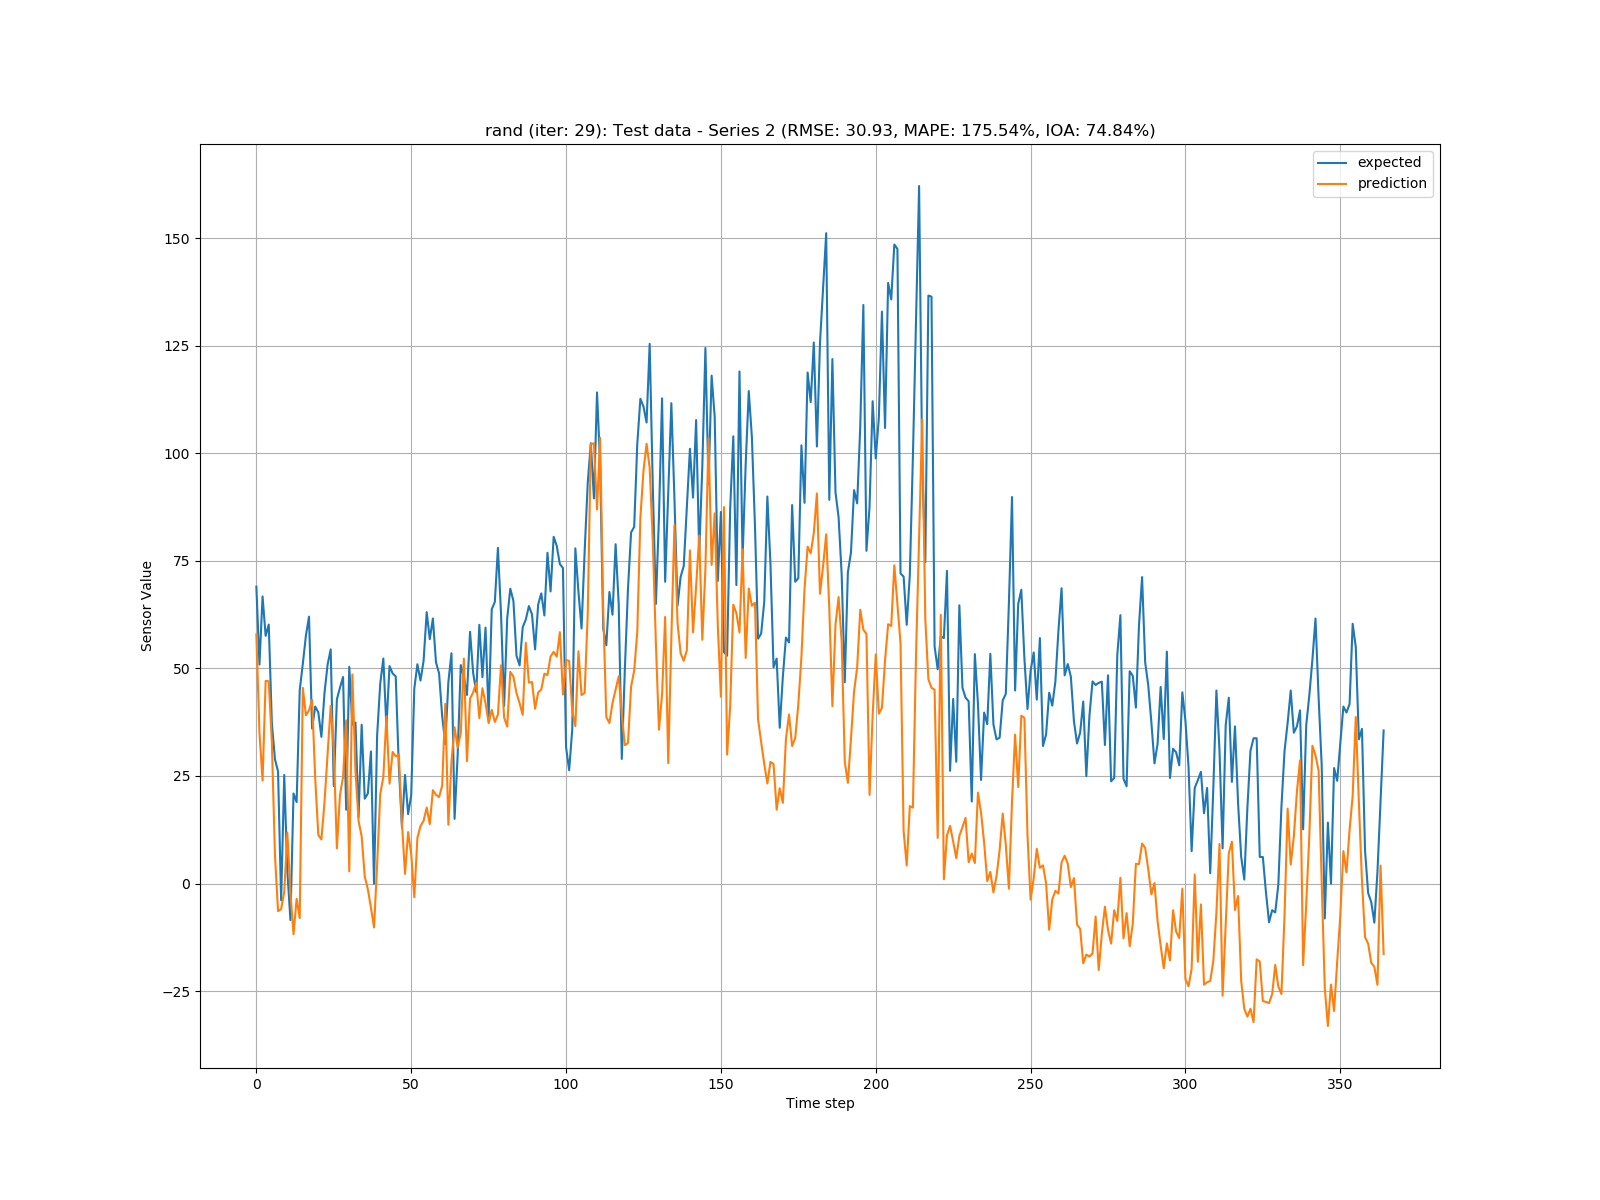 rand (iter: 29): Test data - Series 2 (RMSE: 30.93, MAPE: 175.54%, IOA: 74.84%)
expected
prediction
Sensor Value
150
125
100
75
50
25
0
−25
0 50 100 150 200 250 300 350
Time step